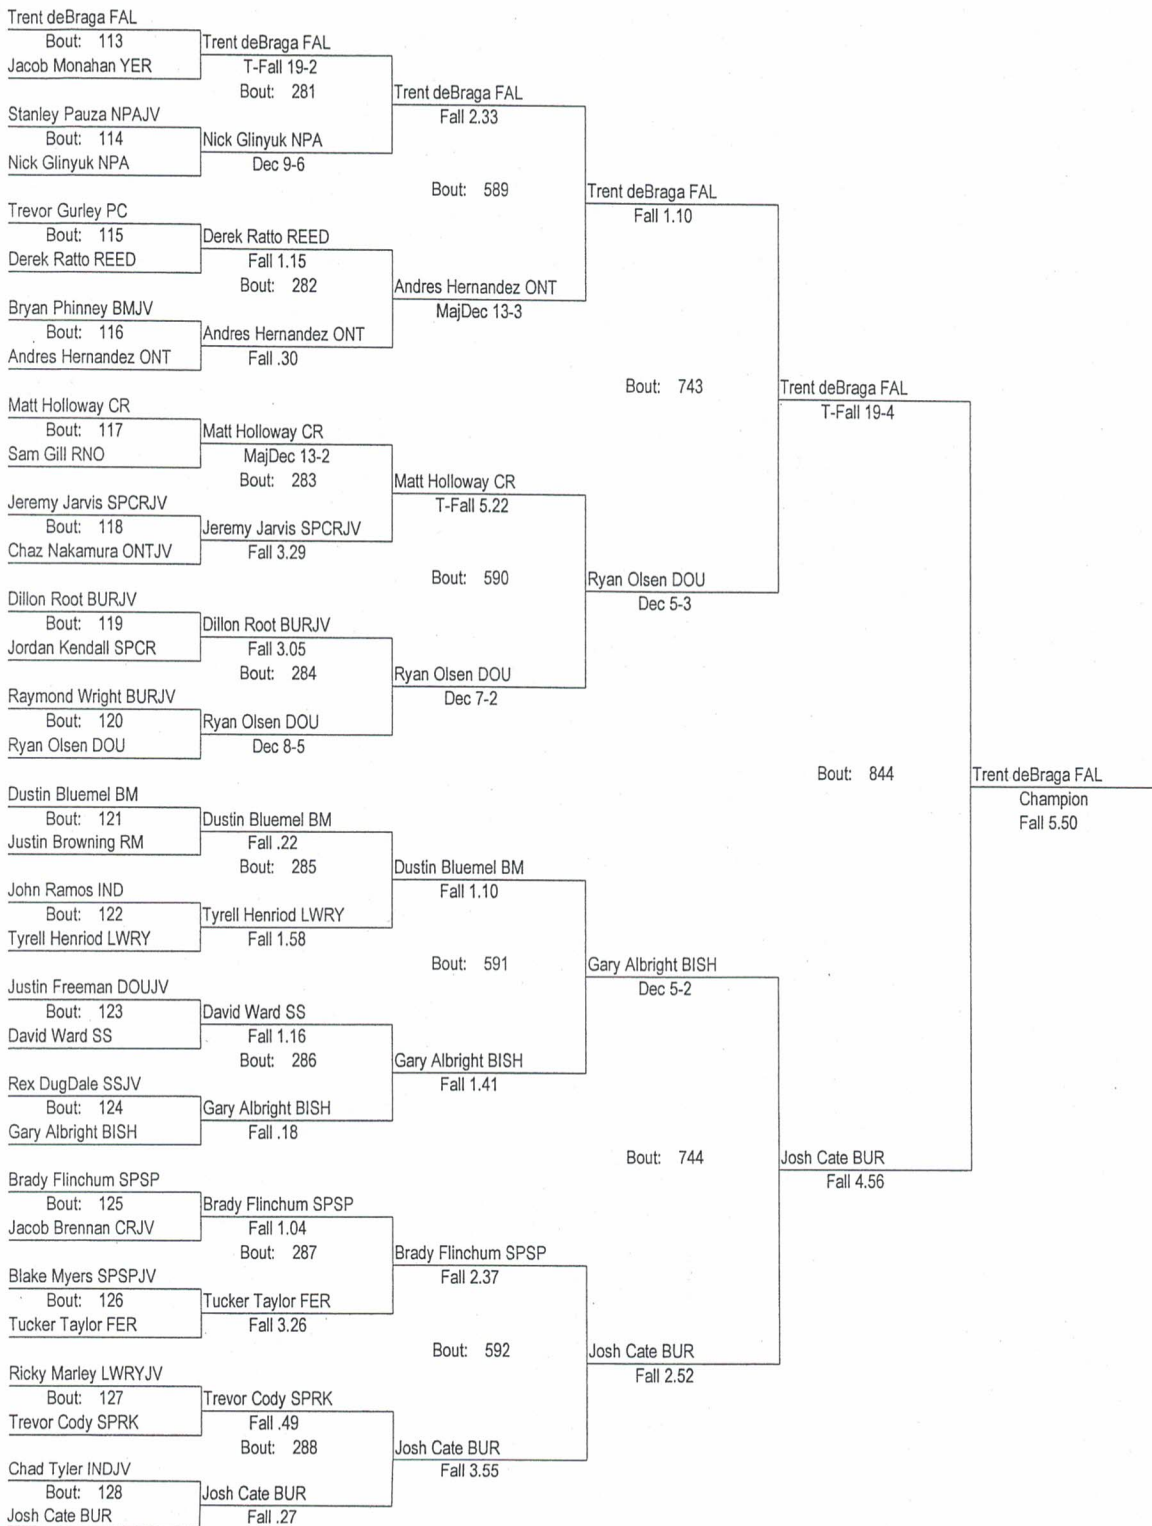 Trent deBraga FAL
Bout: 113
Jacob Monahan YER
Stanley Pauza NPAJV
Bout: 114
Nick Glinyuk NPA
Trevor Gurley PC
Bout: 115
Derek Ratto REED
Bryan Phinney BMJV
Bout: 116
Andres Hernandez ONT
Matt Holloway CR
Bout: 117
Sam Gill RNO
Jeremy Jarvis SPCRJV
Bout: 118
Chaz Nakamura ONTJV
Dillon Root BURJV
Bout: 119
Jordan Kendall SPCR
Raymond Wright BURJV
Bout: 120
Ryan Olsen DOU
Dustin Bluemel BM
Bout: 121
Justin Browning RM
John Ramos IND
Bout: 122
Tyrell Henriod LWRY
Justin Freeman DOUJV
Bout: 123
David Ward SS
Rex DugDale SSJV
Bout: 124
Gary Albright BISH
Brady Flinchum SPSP
Bout: 125
Jacob Brennan CRJV
Blake Myers SPSPJV
Bout: 126
Tucker Taylor FER
Ricky Marley LWRYJV
Bout: 127
Trevor Cody SPRK
Chad Tyler INDJV
Bout: 128
Josh Cate BUR
Trent deBraga FAL
T-Fall 19-2
Bout: 281
Nick Glinyuk NPA
Dec 9-6
Derek Ratto REED
Fall 1.15
Bout: 282
Andres Hernandez ONT
Fall .30
Matt Holloway CR
MajDec 13-2
Bout: 283
Jeremy Jarvis SPCRJV
Fall 3.29
Dillon Root BURJV
Fall 3.05
Bout: 284
Ryan Olsen DOU
Dec 8-5
Dustin Bluemel BM
Fall .22
Bout: 285
Tyrell Henriod LWRY
Fall 1.58
David Ward SS
Fall 1.16
Bout: 286
Gary Albright BISH
Fall .18
Brady Flinchum SPSP
Fall 1.04
Bout: 287
Tucker Taylor FER
Fall 3.26
Trevor Cody SPRK
Fall .49
Bout: 288
Josh Cate BUR
Fall .27
Trent deBraga FAL
Fall 2.33
Bout: 589
Andres Hernandez ONT
MajDec 13-3
Matt Holloway CR
T-Fall 5.22
Bout: 590
Ryan Olsen DOU
Dec 7-2
Dustin Bluemel BM
Fall 1.10
Bout: 591
Gary Albright BISH
Fall 1.41
Brady Flinchum SPSP
Fall 2.37
Bout: 592
Josh Cate BUR
Fall 3.55
Trent deBraga FAL
Fall 1.10
Bout: 743
Ryan Olsen DOU
Dec 5-3
Gary Albright BISH
Dec 5-2
Bout: 744
Josh Cate BUR
Fall 2.52
Trent deBraga FAL
T-Fall 19-4
Bout: 844
Josh Cate BUR
Fall 4.56
Trent deBraga FAL
Champion
Fall 5.50